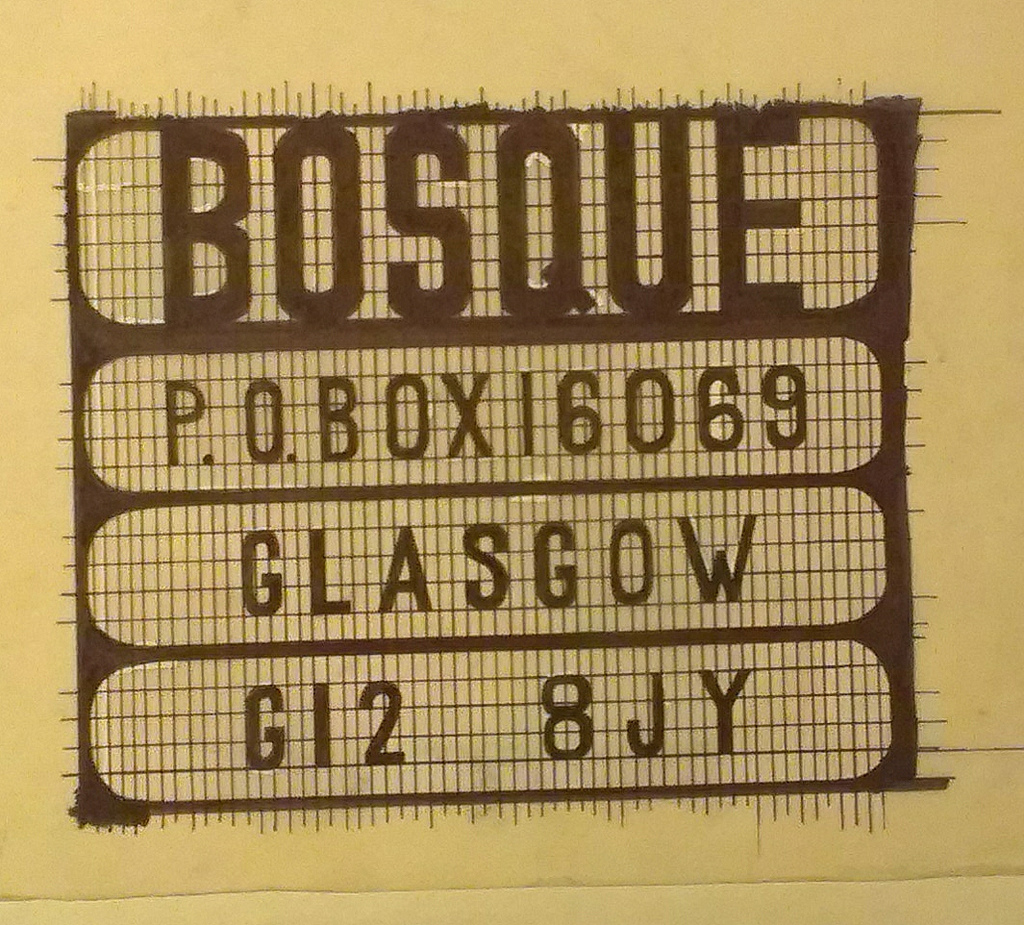 BOSQUE
P.O.BOX 16069
GLASGOW
G12 8JY